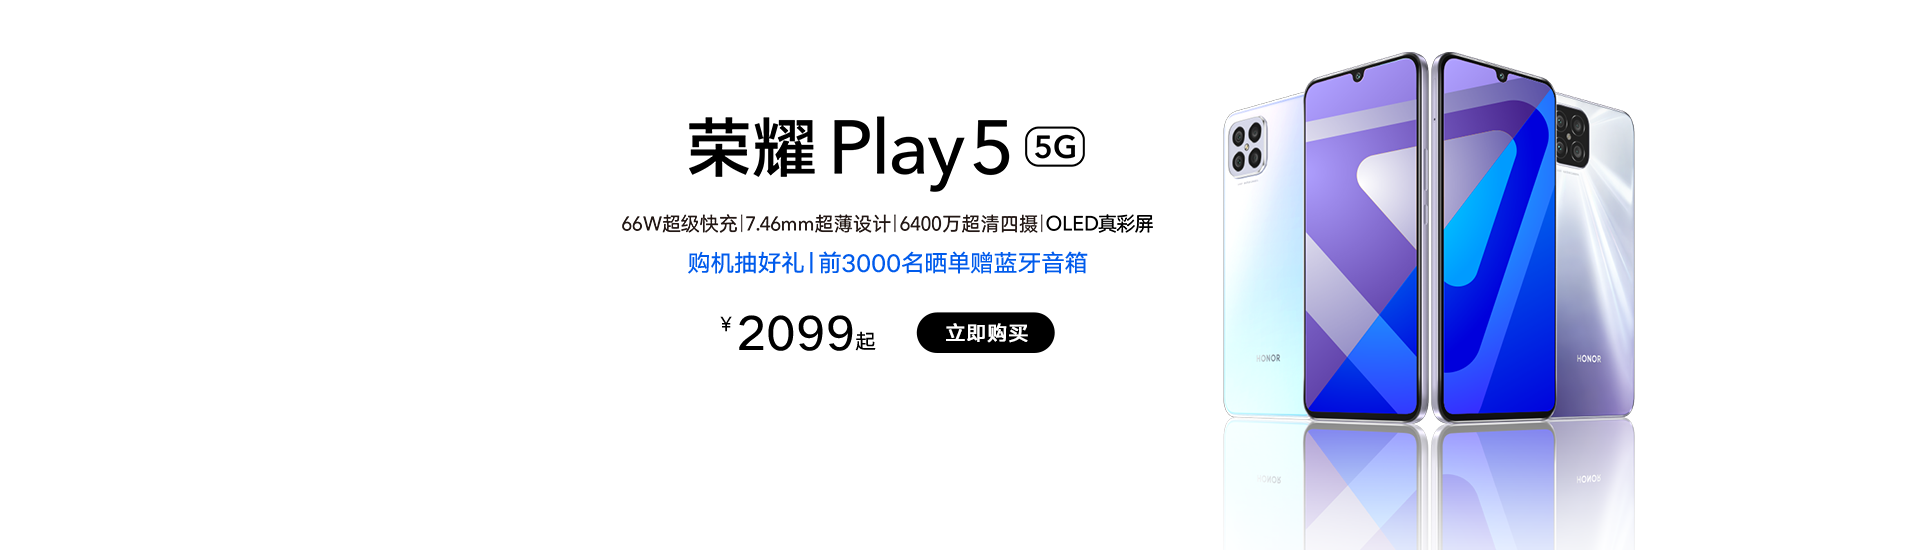 荣耀 Play5 5G
66W超级快充|7.46mm超薄设计|6400万超清四摄|OLED真彩屏
购机抽好礼|前3000名晒单赠蓝牙音箱
¥2099起
立即购买
HONOR
HONOR